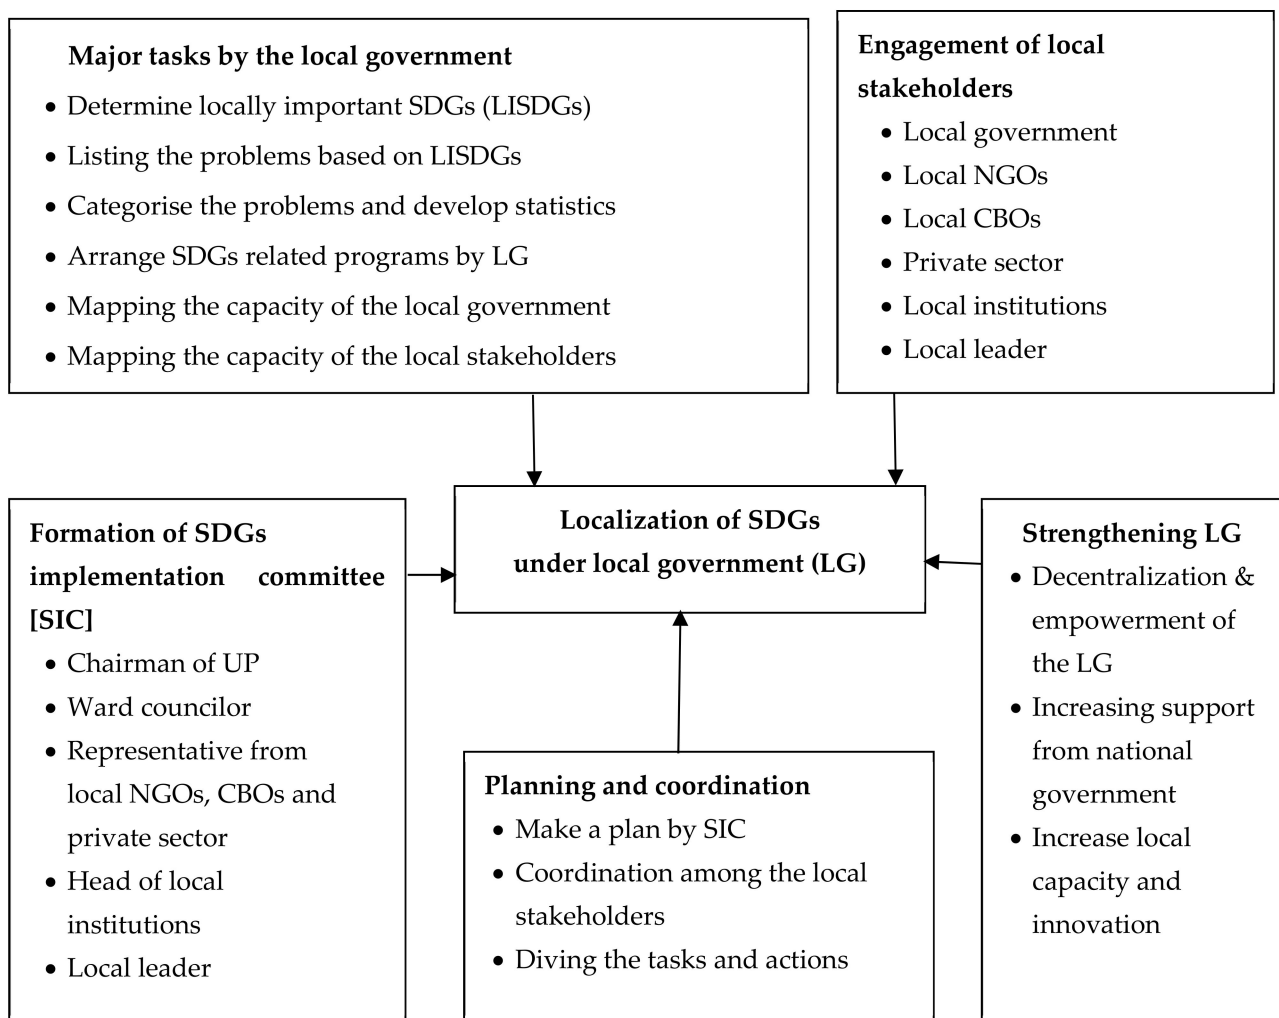 Major tasks by the local government
• Determine locally important SDGs (LISDGs)
• Listing the problems based on LISDGs
• Categorise the problems and develop statistics
• Arrange SDGs related programs by LG
• Mapping the capacity of the local government
• Mapping the capacity of the local stakeholders
Engagement of local
stakeholders
• Local government
• Local NGOs
• Local CBOs
• Private sector
• Local institutions
• Local leader
Localization of SDGs
under local government (LG)
Formation of SDGs
implementation committee
[SIC]
• Chairman of UP
• Ward councilor
• Representative from
local NGOs, CBOs and
private sector
• Head of local
institutions
• Local leader
Planning and coordination
• Make a plan by SIC
• Coordination among the local
stakeholders
• Diving the tasks and actions
Strengthening LG
• Decentralization &
empowerment of
the LG
• Increasing support
from national
government
• Increase local
capacity and
innovation